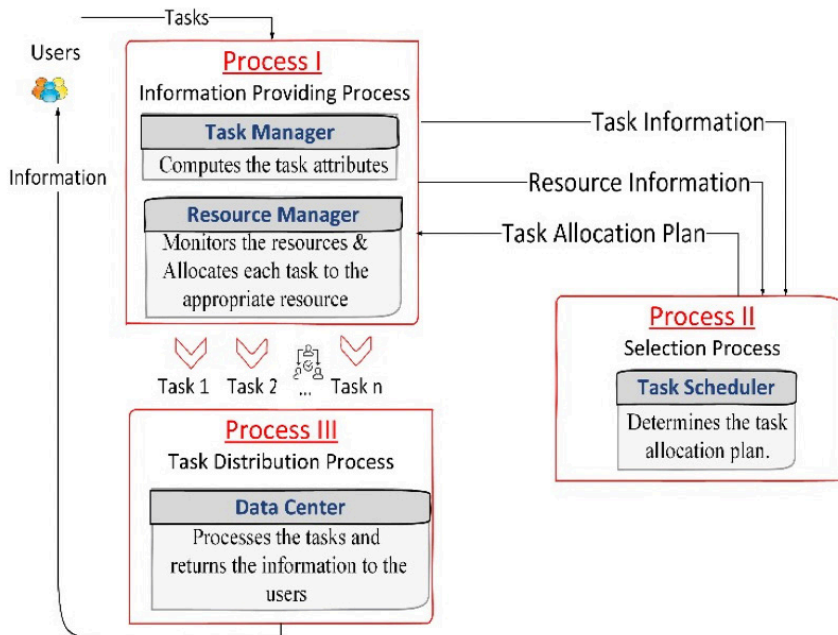 Tasks
Users
Information
Process I
Information Providing Process
Task Manager
Computes the task attributes
Resource Manager
Monitors the resources &
Allocates each task to the
appropriate resource
Task Information
Resource Information
Task Allocation Plan
Process II
Selection Process
Task Scheduler
Determines the task
allocation plan.
Task 1 Task 2 ... Task n
Process III
Task Distribution Process
Data Center
Processes the tasks and
returns the information to the
users